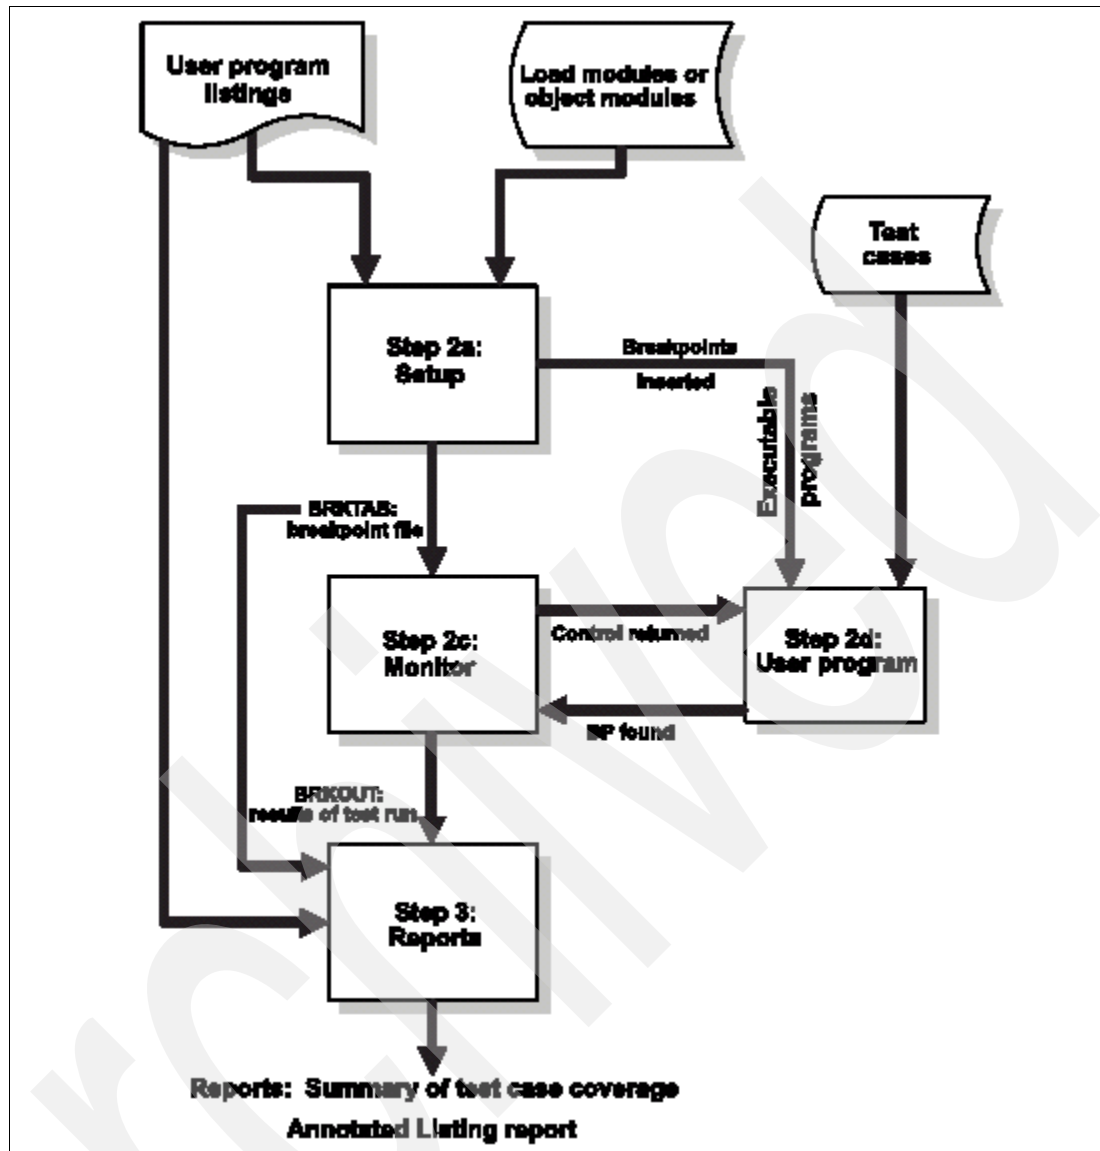 User program
listings
Load modules or
object modules
Test
cases
Step 2a:
Setup
Breakpoints
inserted
Executable
programs
BRKTAB:
breakpoint file
Step 2c:
Monitor
Control returned
Step 2d:
User program
BP found
BRKOUT:
results of test run
Step 3:
Reports
Reports: Summary of test case coverage
Annotated Listing report